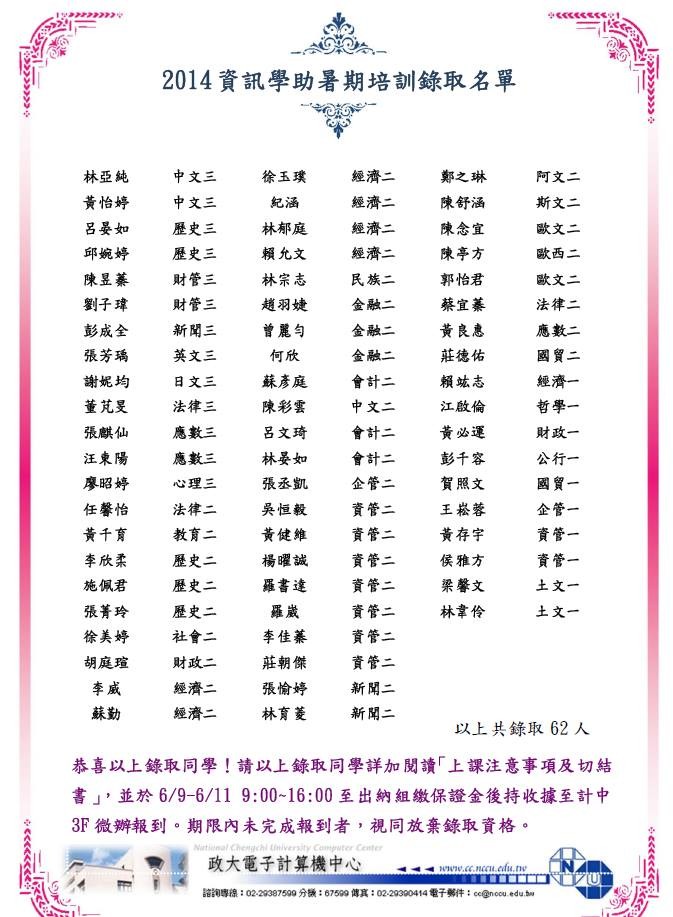 2014 資訊學助暑期培訓錄取名單
林亞純 中文三 徐玉璞 經濟二 鄭之琳 阿文二
黃怡婷 中文三 紀涵 經濟二 陳舒涵 斯文二
呂晏如 歷史三 林郁庭 經濟二 陳念宜 歐文二
邱婉婷 歷史三 賴允文 經濟二 陳亭方 歐西二
陳昱蓁 財管三 林宗志 民族二 郭怡君 歐文二
劉子瑋 財管三 趙羽婕 金融二 蔡宜蓁 法律二
彭成全 新聞三 曾麗勻 金融二 黃良惠 應數二
張芳瑀 英文三 何欣 金融二 莊德佑 國貿二
謝妮均 日文三 蘇彥庭 會計二 賴竑志 經濟一
董芃旻 法律三 陳彩雲 中文二 江啟倫 哲學一
張麒仙 應數三 呂文琦 會計二 黃必運 財政一
汪東陽 應數三 林晏如 會計二 彭千容 公行一
廖昭婷 心理三 張丞凱 企管二 賀照文 國貿一
任馨怡 法律二 吳恒毅 資管二 王崧蓉 企管一
黃千育 教育二 黃健維 資管二 黃存宇 資管一
李欣柔 歷史二 楊曜誠 資管二 侯雅方 資管一
施佩君 歷史二 羅書達 資管二 梁馨文 土文一
張菁玲 歷史二 羅崴 資管二 林韋伶 土文一
徐美婷 社會二 李佳蓁 資管二
胡庭瑄 財政二 莊朝傑 資管二
李威 經濟二 張愉婷 新聞二
蘇勤 經濟二 林育菱 新聞二
以上共錄取 62 人
恭喜以上錄取同學！請以上錄取同學詳加閱讀「上課注意事項及切結
書」，並於 6/9-6/11 9:00~16:00 至出納組繳保證金後持收據至計中
3F 微辦報到。期限內未完成報到者，視同放棄錄取資格。
National Chengchi University Computer Center
政大電子計算機中心
www.cc.nccu.edu.tw
諮詢專線：02-29387599 分機：67599 傳真：02-29390414 電子郵件：cc@nccu.edu.tw